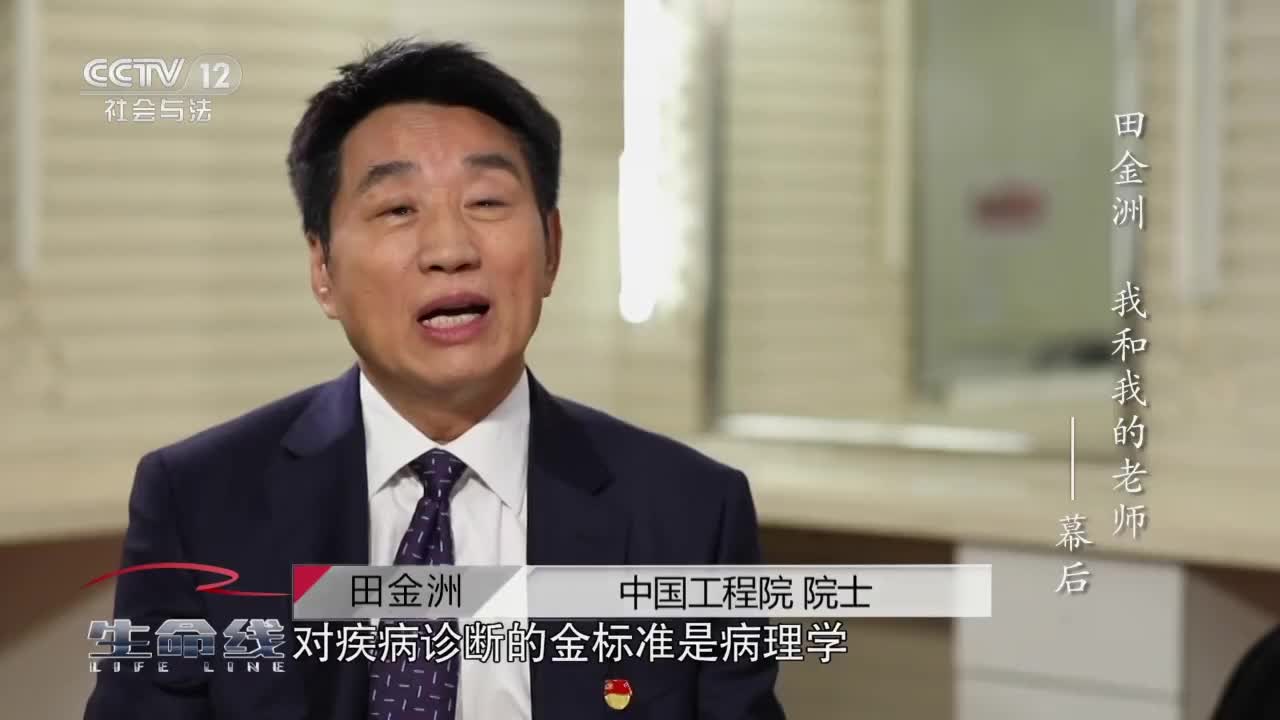 CCTV 12
社会与法
田金洲 我和我的老师
——幕后
田金洲
中国工程院 院士
生命线
LIFE LINE
对疾病诊断的金标准是病理学